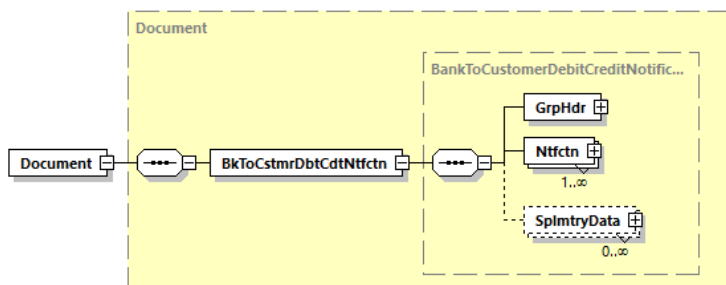 Document
BankToCustomerDebitCreditNotific...
GrpHdr
Document
BkToCstmrDbtCdtNtfctn
Ntfctn
1..∞
SplmtryData
0..∞